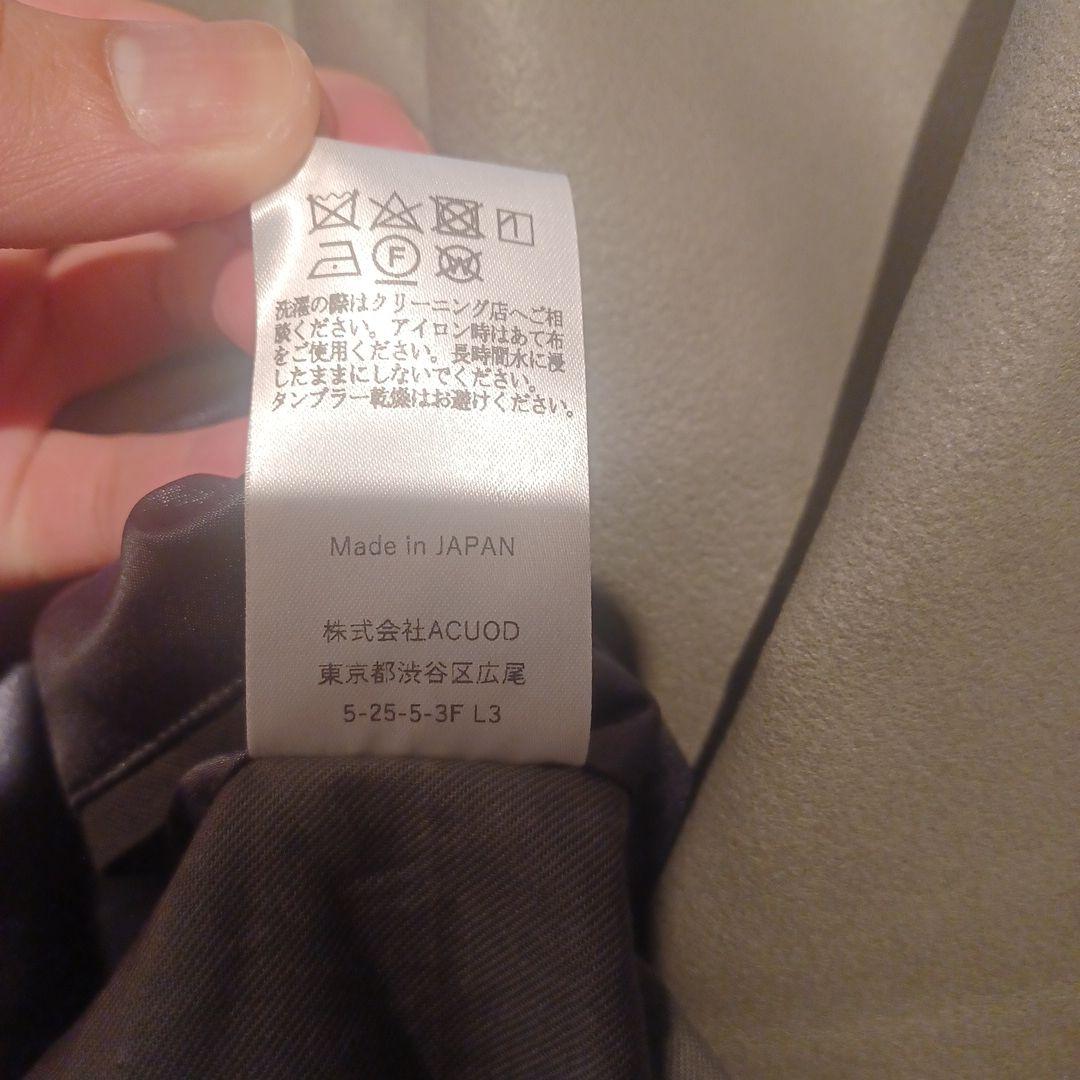 F W
洗濯の際はクリーニング店へご相
談ください。アイロン時はあて布
をご使用ください。長時間水に浸
したままにしないでください。
タンブラー乾燥はお避けください。
Made in JAPAN
株式会社ACUOD
東京都渋谷区広尾
5-25-5-3F L3